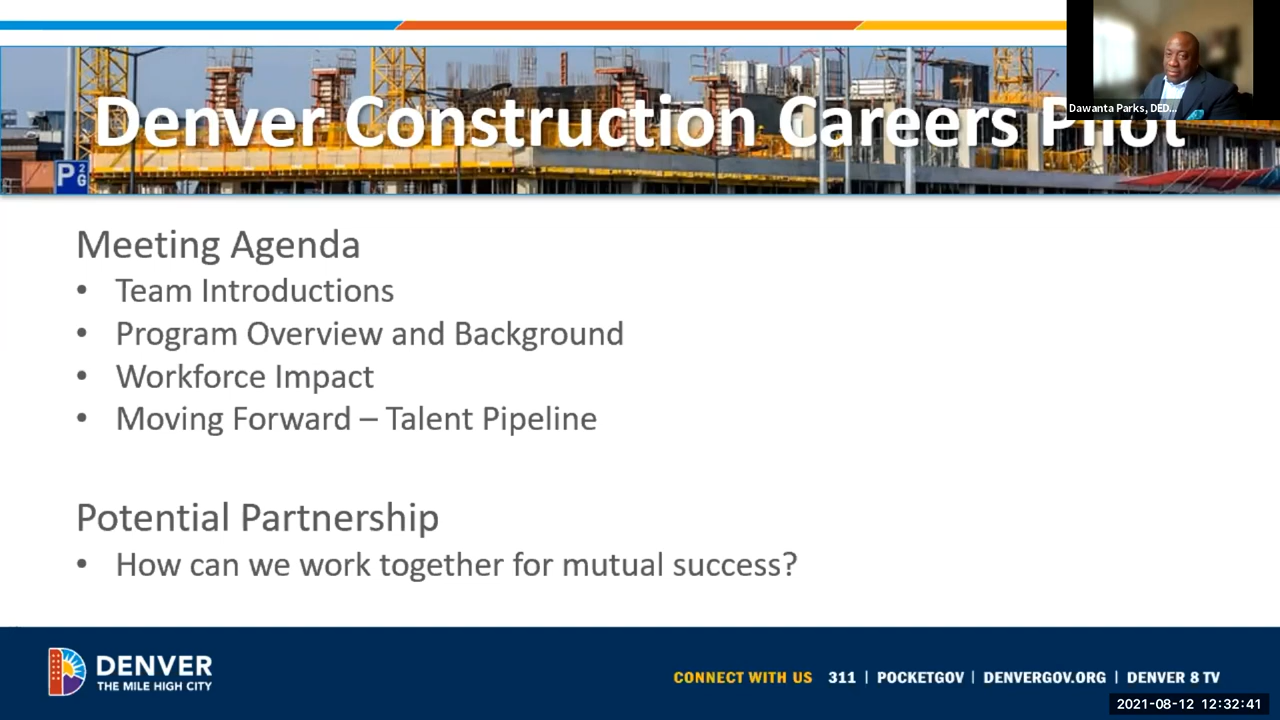 Denver Construction Careers Pilot
Dawanta Parks, DED...
P 2
G
Meeting Agenda
• Team Introductions
• Program Overview and Background
• Workforce Impact
• Moving Forward – Talent Pipeline
Potential Partnership
• How can we work together for mutual success?
DENVER
THE MILE HIGH CITY
CONNECT WITH US 311 | POCKETGOV | DENVERGOV.ORG | DENVER 8 TV
2021-08-12 12:32:41